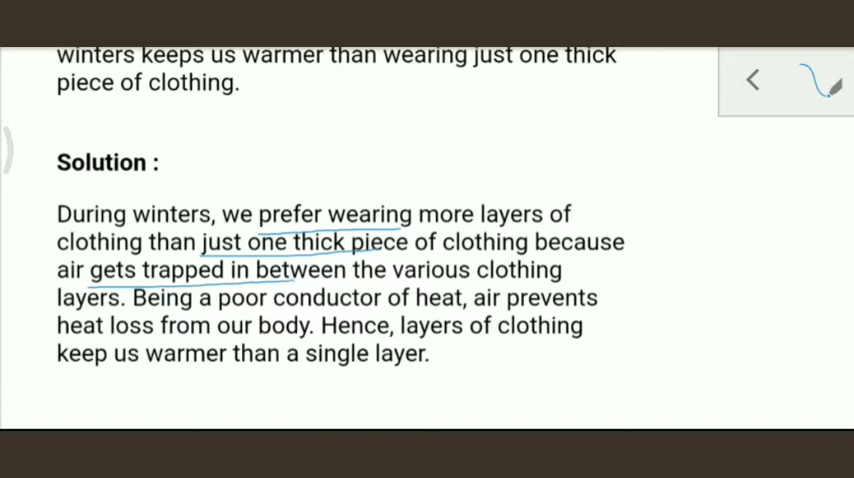 winters keeps us warmer than wearing just one thick
piece of clothing.
Solution :
During winters, we prefer wearing more layers of
clothing than just one thick piece of clothing because
air gets trapped in between the various clothing
layers. Being a poor conductor of heat, air prevents
heat loss from our body. Hence, layers of clothing
keep us warmer than a single layer.